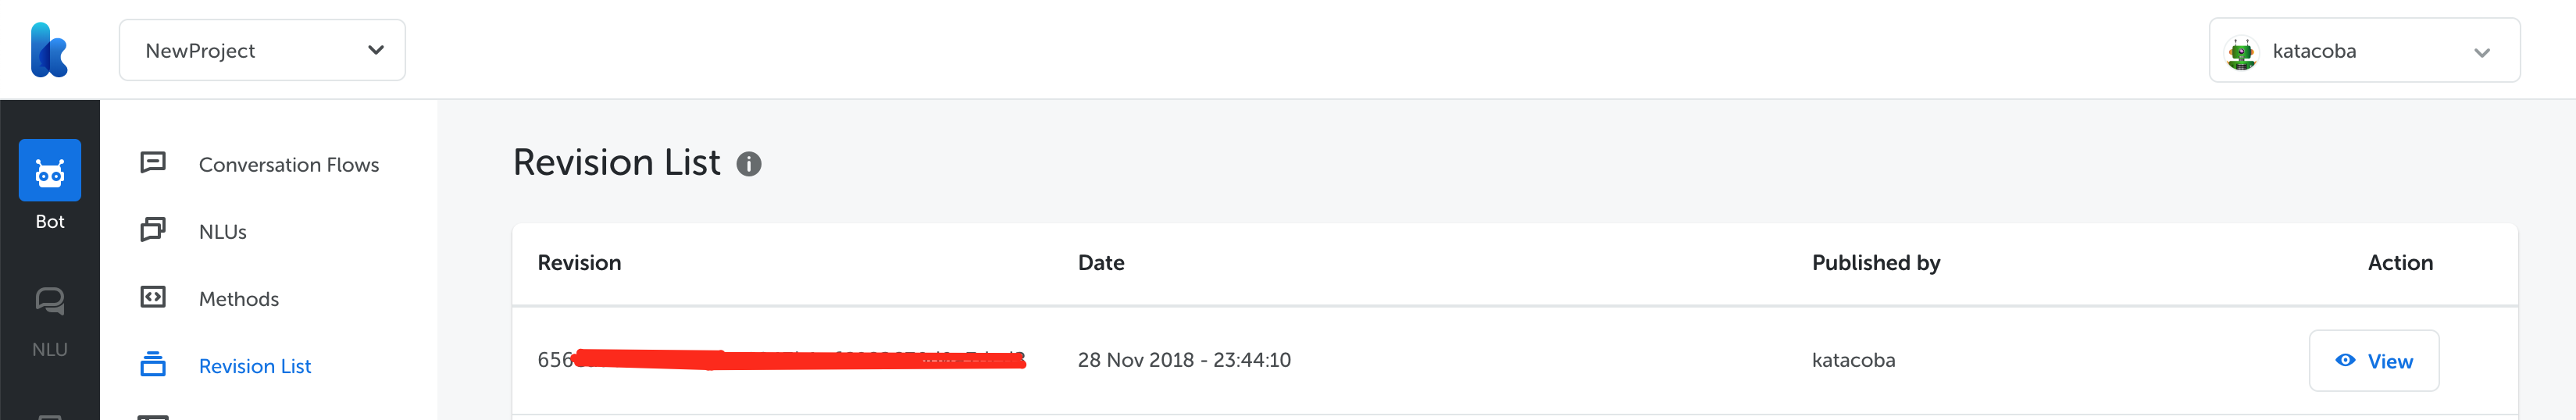 NewProject
katacoba
Bot
NLU
Conversation Flows
NLUs
Methods
Revision List
Revision List
Revision Date Published by Action
656 28 Nov 2018 - 23:44:10 katacoba View